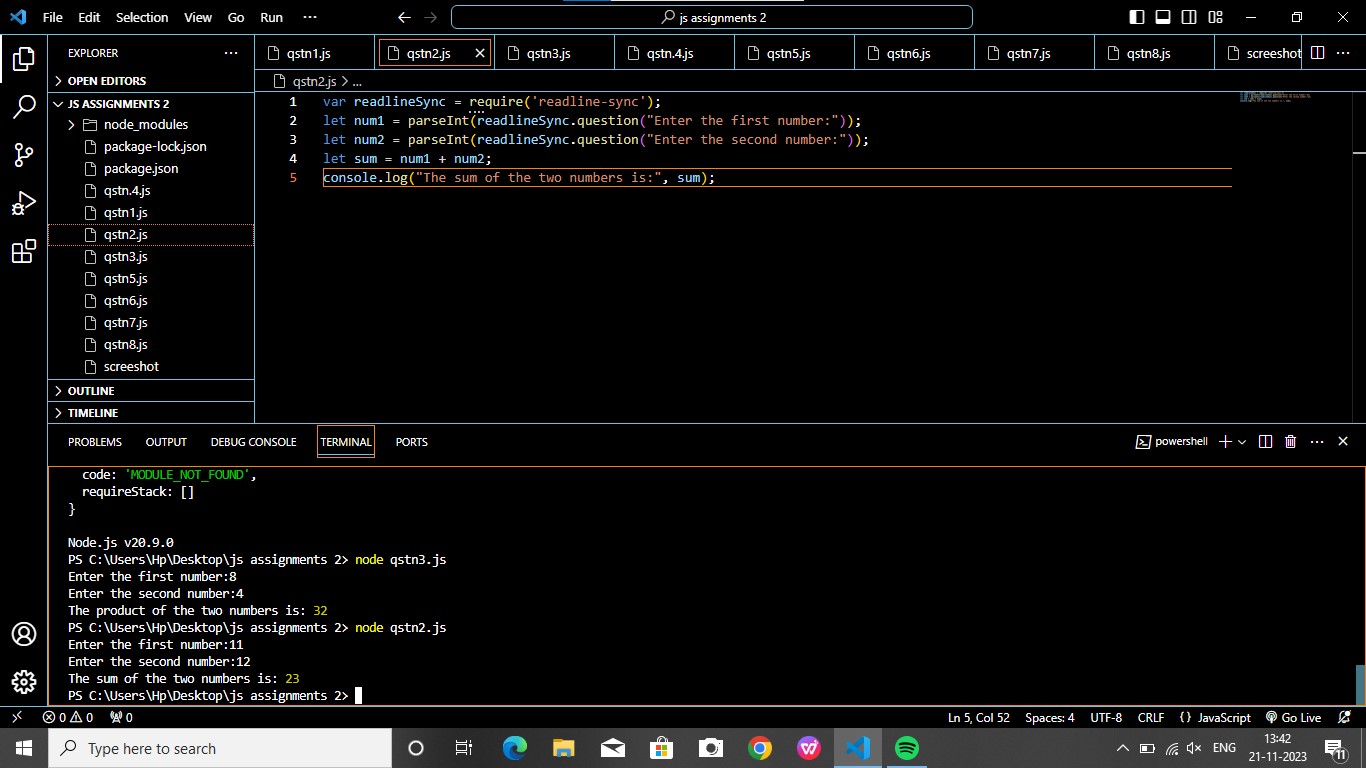 File Edit Selection View Go Run ··· js assignments 2
EXPLORER ···
OPEN EDITORS
JS ASSIGNMENTS 2
node_modules
package-lock.json
package.json
qstn.4.js
qstn1.js
qstn2.js
qstn3.js
qstn5.js
qstn6.js
qstn7.js
qstn8.js
screeshot
OUTLINE
TIMELINE
qstn1.js qstn2.js qstn3.js qstn.4.js qstn5.js qstn6.js qstn7.js qstn8.js screeshot ···
qstn2.js > ...
1 var readlineSync = require('readline-sync');
2 let num1 = parseInt(readlineSync.question("Enter the first number:"));
3 let num2 = parseInt(readlineSync.question("Enter the second number:"));
4 let sum = num1 + num2;
5 console.log("The sum of the two numbers is:", sum);
PROBLEMS OUTPUT DEBUG CONSOLE TERMINAL PORTS powershell ···
code: 'MODULE_NOT_FOUND',
requireStack: []
}
Node.js v20.9.0
PS C:\Users\Hp\Desktop\js assignments 2> node qstn3.js
Enter the first number:8
Enter the second number:4
The product of the two numbers is: 32
PS C:\Users\Hp\Desktop\js assignments 2> node qstn2.js
Enter the first number:11
Enter the second number:12
The sum of the two numbers is: 23
PS C:\Users\Hp\Desktop\js assignments 2>
0 0 0 Ln 5, Col 52 Spaces: 4 UTF-8 CRLF {} JavaScript Go Live
Type here to search
ENG
13:42
21-11-2023
11